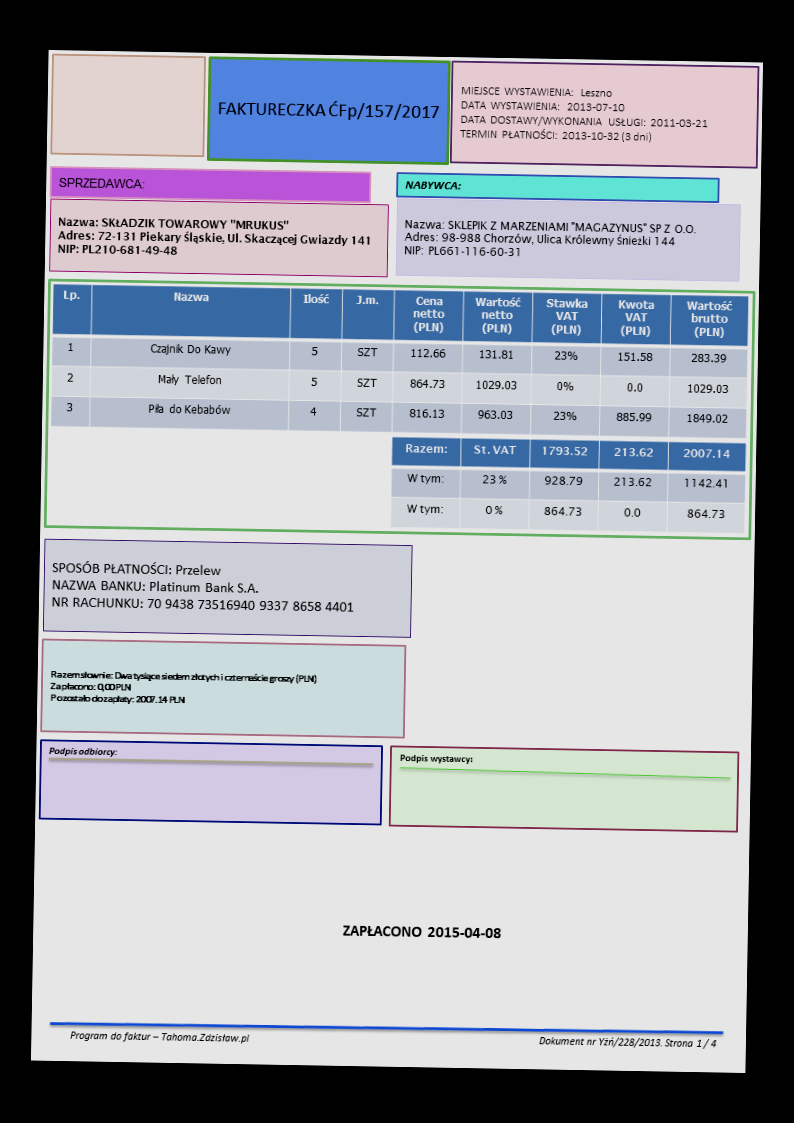 FAKTURECZKA ĆFp/157/2017
MIEJSCE WYSTAWIENIA: Leszno
DATA WYSTAWIENIA: 2013-07-10
DATA DOSTAWY/WYKONANIA USŁUGI: 2011-03-21
TERMIN PŁATNOŚCI: 2013-10-32 (3 dni)
SPRZEDAWCA:
Nazwa: SKŁADZIK TOWAROWY "MRUKUS"
Adres: 72-131 Piekary Śląskie, Ul. Skaczącej Gwiazdy 141
NIP: PL210-681-49-48
NABYWCA:
Nazwa: SKLEPIK Z MARZENIAMI "MAGAZYNUS" SP Z O.O.
Adres: 98-988 Chorzów, Ulica Królewny Śnieżki 144
NIP: PL661-116-60-31
Lp. Nazwa Ilość J.m. Cena netto (PLN) Wartość netto (PLN) Stawka VAT (PLN) Kwota VAT (PLN) Wartość brutto (PLN)
1 Czajnik Do Kawy 5 SZT 112.66 131.81 23% 151.58 283.39
2 Mały Telefon 5 SZT 864.73 1029.03 0% 0.0 1029.03
3 Piła do Kebabów 4 SZT 816.13 963.03 23% 885.99 1849.02
Razem: St. VAT 1793.52 213.62 2007.14
W tym: 23 % 928.79 213.62 1142.41
W tym: 0 % 864.73 0.0 864.73
SPOSÓB PŁATNOŚCI: Przelew
NAZWA BANKU: Platinum Bank S.A.
NR RACHUNKU: 70 9438 73516940 9337 8658 4401
Razem słownie: Dwa tysiące siedem złotych i czternaście groszy (PLN)
Zapłacono: 0,00 PLN
Pozostało do zapłaty: 2007.14 PLN
Podpis odbiorcy:
Podpis wystawcy:
ZAPŁACONO 2015-04-08
Program do faktur – Tahoma.Zdzisław.pl
Dokument nr Yźń/228/2013. Strona 1 / 4